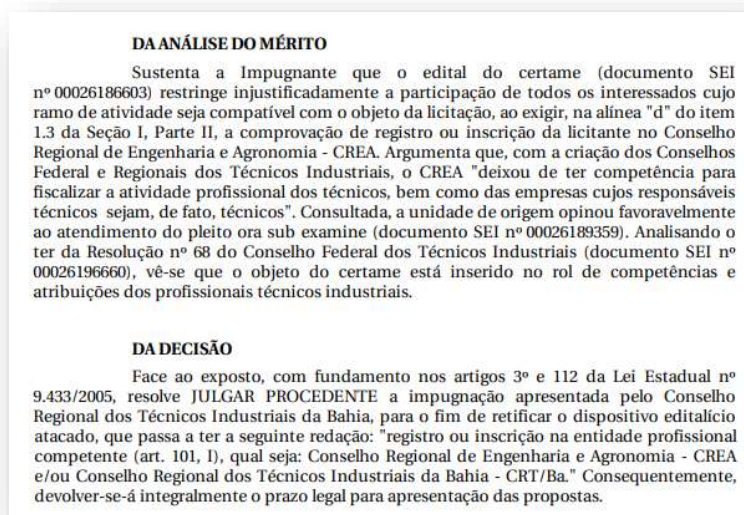 DA ANÁLISE DO MÉRITO
Sustenta a Impugnante que o edital do certame (documento SEI
nº 00026186603) restringe injustificadamente a participação de todos os interessados cujo
ramo de atividade seja compatível com o objeto da licitação, ao exigir, na alínea "d" do item
1.3 da Seção I, Parte II, a comprovação de registro ou inscrição da licitante no Conselho
Regional de Engenharia e Agronomia - CREA. Argumenta que, com a criação dos Conselhos
Federal e Regionais dos Técnicos Industriais, o CREA "deixou de ter competência para
fiscalizar a atividade profissional dos técnicos, bem como das empresas cujos responsáveis
técnicos sejam, de fato, técnicos". Consultada, a unidade de origem opinou favoravelmente
ao atendimento do pleito ora sub examine (documento SEI nº 00026189359). Analisando o
ter da Resolução nº 68 do Conselho Federal dos Técnicos Industriais (documento SEI nº
00026196660), vê-se que o objeto do certame está inserido no rol de competências e
atribuições dos profissionais técnicos industriais.
DA DECISÃO
Face ao exposto, com fundamento nos artigos 3º e 112 da Lei Estadual nº
9.433/2005, resolve JULGAR PROCEDENTE a impugnação apresentada pelo Conselho
Regional dos Técnicos Industriais da Bahia, para o fim de retificar o dispositivo editalício
atacado, que passa a ter a seguinte redação: "registro ou inscrição na entidade profissional
competente (art. 101, I), qual seja: Conselho Regional de Engenharia e Agronomia - CREA
e/ou Conselho Regional dos Técnicos Industriais da Bahia - CRT/Ba." Consequentemente,
devolver-se-á integralmente o prazo legal para apresentação das propostas.